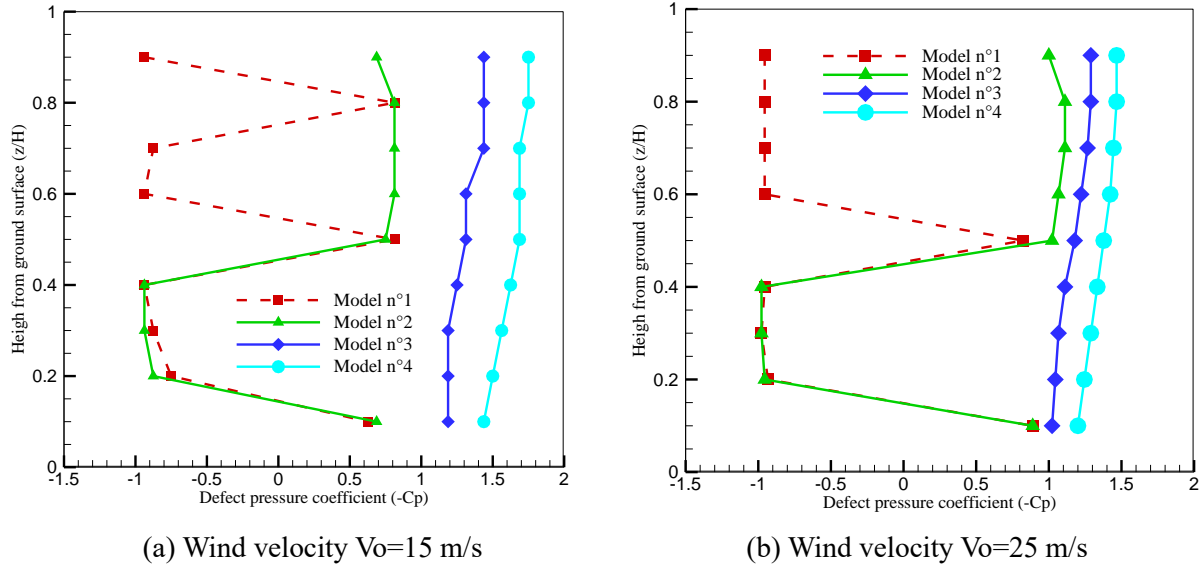 1
0.8
0.6
0.4
0.2
0
Heigh from ground surface (z/H)
Model n°1
Model n°2
Model n°3
Model n°4
-1.5 -1 -0.5 0 0.5 1 1.5 2
Defect pressure coefficient (-Cp)
(a) Wind velocity Vo=15 m/s
1
0.8
0.6
0.4
0.2
0
Heigh from ground surface (z/H)
Model n°1
Model n°2
Model n°3
Model n°4
-1.5 -1 -0.5 0 0.5 1 1.5 2
Defect pressure coefficient (-Cp)
(b) Wind velocity Vo=25 m/s